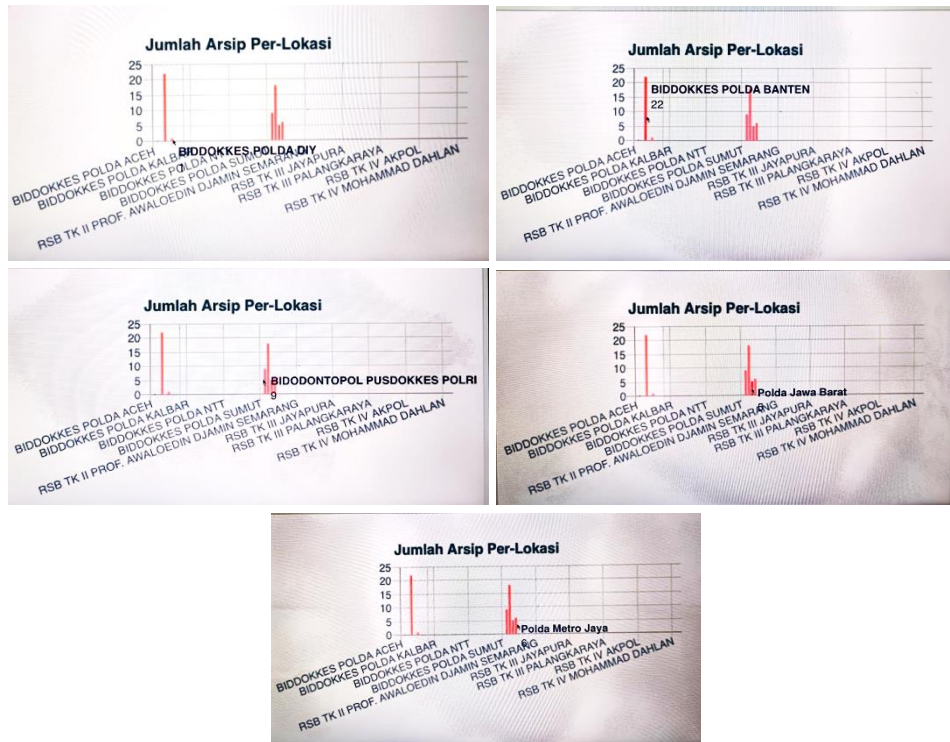 Jumlah Arsip Per-Lokasi
25
20
15
10
5
0
BIDDOKKES POLDA DIY
BIDDOKKES POLDA ACEH
BIDDOKKES POLDA KALBAR
BIDDOKKES POLDA NTT
BIDDOKKES POLDA SUMUT
RSB TK II PROF. AWALOEDIN DJAMIN SEMARANG
RSB TK III JAYAPURA
RSB TK III PALANGKARAYA
RSB TK IV AKPOL
RSB TK IV MOHAMMAD DAHLAN
Jumlah Arsip Per-Lokasi
25
20
15
10
5
0
BIDDOKKES POLDA BANTEN
22
BIDDOKKES POLDA ACEH
BIDDOKKES POLDA KALBAR
BIDDOKKES POLDA NTT
BIDDOKKES POLDA SUMUT
RSB TK II PROF. AWALOEDIN DJAMIN SEMARANG
RSB TK III JAYAPURA
RSB TK III PALANGKARAYA
RSB TK IV AKPOL
RSB TK IV MOHAMMAD DAHLAN
Jumlah Arsip Per-Lokasi
25
20
15
10
5
0
BIDODONTOPOL PUSDOKKES POLRI
9
BIDDOKKES POLDA ACEH
BIDDOKKES POLDA KALBAR
BIDDOKKES POLDA NTT
BIDDOKKES POLDA SUMUT
RSB TK II PROF. AWALOEDIN DJAMIN SEMARANG
RSB TK III JAYAPURA
RSB TK III PALANGKARAYA
RSB TK IV AKPOL
RSB TK IV MOHAMMAD DAHLAN
Jumlah Arsip Per-Lokasi
25
20
15
10
5
0
Polda Jawa Barat
BIDDOKKES POLDA ACEH
BIDDOKKES POLDA KALBAR
BIDDOKKES POLDA NTT
BIDDOKKES POLDA SUMUT
RSB TK II PROF. AWALOEDIN DJAMIN SEMARANG
RSB TK III JAYAPURA
RSB TK III PALANGKARAYA
RSB TK IV AKPOL
RSB TK IV MOHAMMAD DAHLAN
Jumlah Arsip Per-Lokasi
25
20
15
10
5
0
Polda Metro Jaya
6
BIDDOKKES POLDA ACEH
BIDDOKKES POLDA KALBAR
BIDDOKKES POLDA NTT
BIDDOKKES POLDA SUMUT
RSB TK II PROF. AWALOEDIN DJAMIN SEMARANG
RSB TK III JAYAPURA
RSB TK III PALANGKARAYA
RSB TK IV AKPOL
RSB TK IV MOHAMMAD DAHLAN